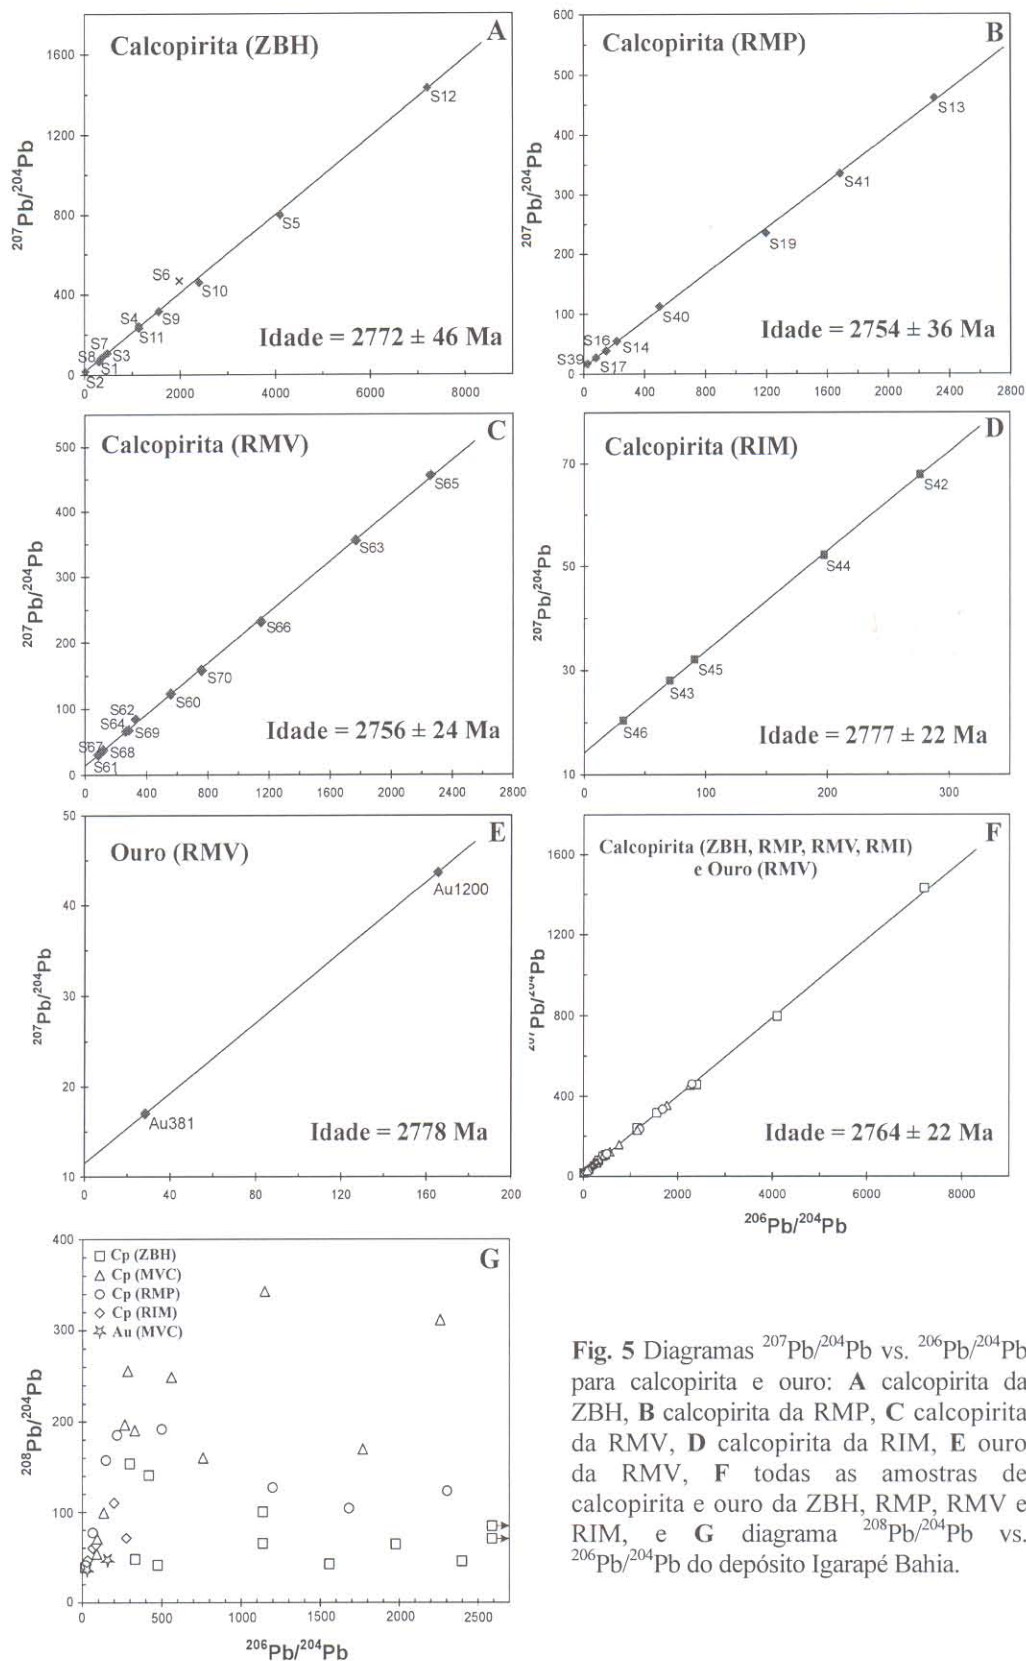 A
Calcopirita (ZBH)
1600
1200
800
400
0
0 2000 4000 6000 8000
207Pb/204Pb
S12
S5
S6
S10
S4
S9
S11
S7
S8
S3
S1
S2
Idade = 2772 ± 46 Ma
B
Calcopirita (RMP)
600
500
400
300
200
100
0
0 400 800 1200 1600 2000 2400 2800
207Pb/204Pb
S13
S41
S19
S40
S16
S14
S39
S17
Idade = 2754 ± 36 Ma
C
Calcopirita (RMV)
500
400
300
200
100
0
0 400 800 1200 1600 2000 2400 2800
207Pb/204Pb
S65
S63
S66
S70
S60
S62
S64
S69
S67
S68
S61
Idade = 2756 ± 24 Ma
D
Calcopirita (RIM)
70
50
30
10
0 100 200 300
207Pb/204Pb
S42
S44
S45
S43
S46
Idade = 2777 ± 22 Ma
E
Ouro (RMV)
50
40
30
20
10
0 40 80 120 160 200
207Pb/204Pb
Au1200
Au381
Idade = 2778 Ma
F
Calcopirita (ZBH, RMP, RMV, RMI)
e Ouro (RMV)
1600
1200
800
400
0
0 2000 4000 6000 8000
207Pb/204Pb
Idade = 2764 ± 22 Ma
206Pb/204Pb
G
400
300
200
100
0
0 500 1000 1500 2000 2500
208Pb/204Pb
Cp (ZBH)
Cp (MVC)
Cp (RMP)
Cp (RIM)
Au (MVC)
206Pb/204Pb
Fig. 5 Diagramas 207Pb/204Pb vs. 206Pb/204Pb
para calcopirita e ouro: A calcopirita da
ZBH, B calcopirita da RMP, C calcopirita
da RMV, D calcopirita da RIM, E ouro
da RMV, F todas as amostras de
calcopirita e ouro da ZBH, RMP, RMV e
RIM, e G diagrama 208Pb/204Pb vs.
206Pb/204Pb do depósito Igarapé Bahia.